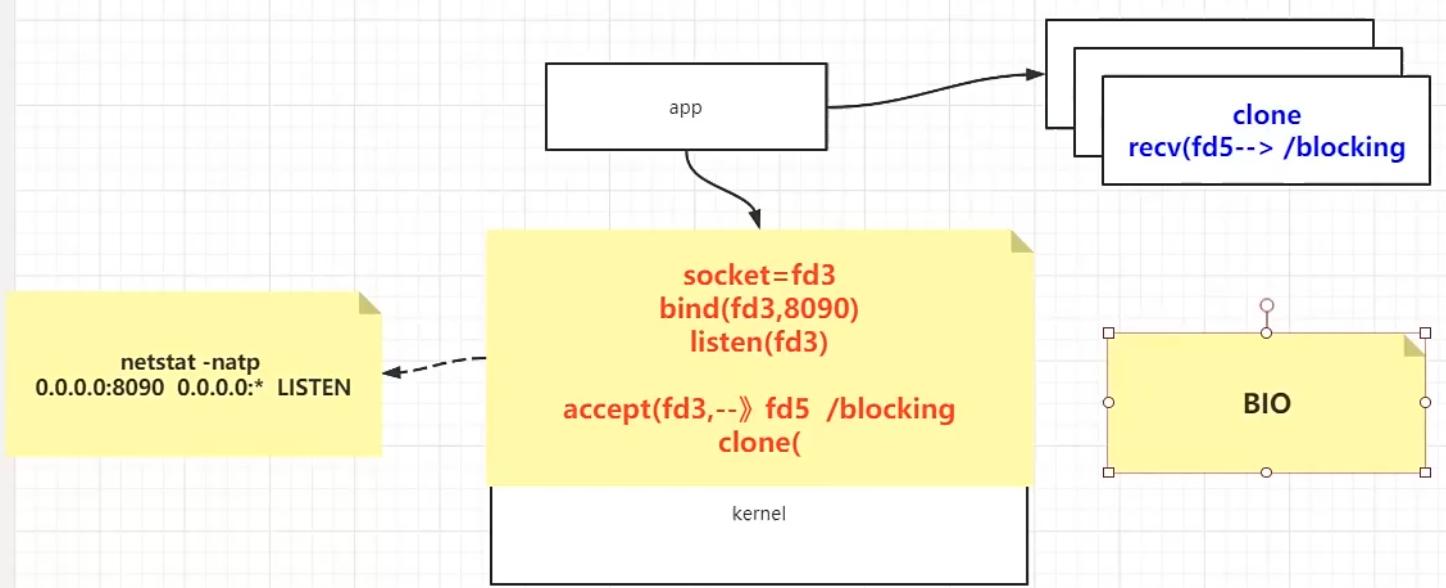 app
clone
recv(fd5--> /blocking
socket=fd3
bind(fd3,8090)
listen(fd3)
accept(fd3,--》fd5  /blocking
clone(
netstat -natp
0.0.0.0:8090  0.0.0.0:*  LISTEN
BIO
kernel